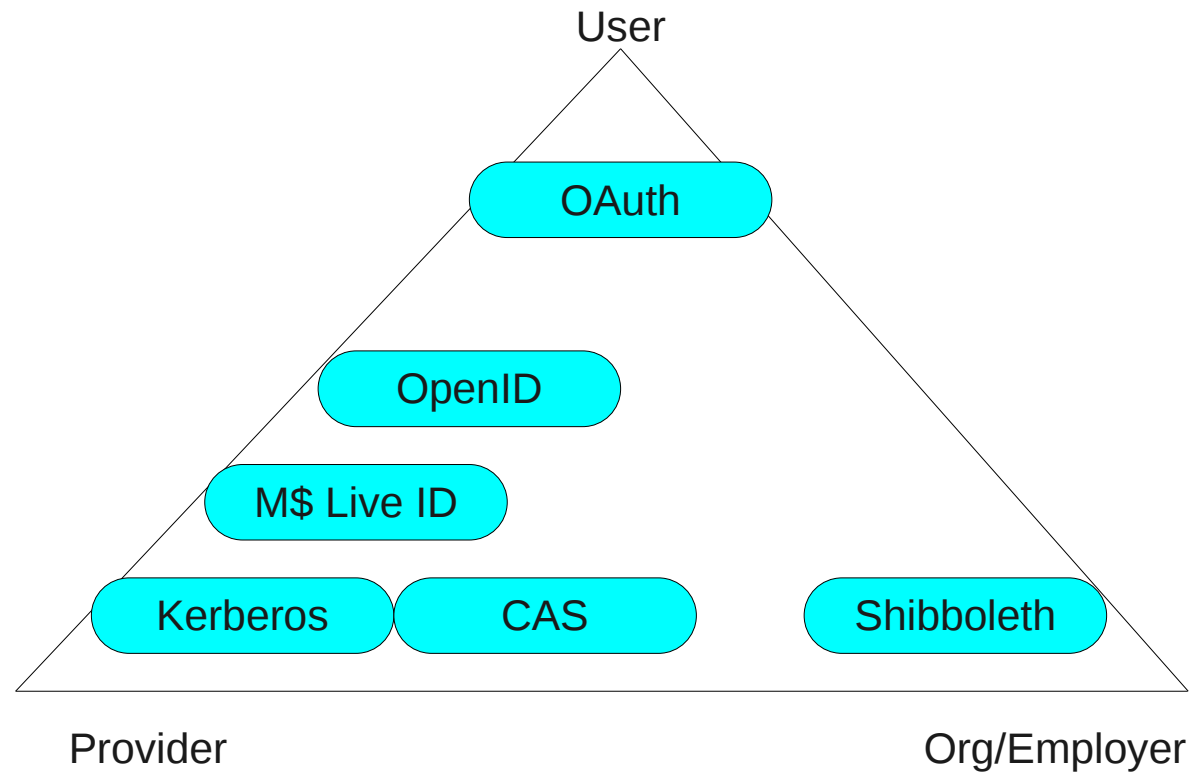 User
OAuth
OpenID
M$ Live ID
Kerberos
CAS
Shibboleth
Provider
Org/Employer